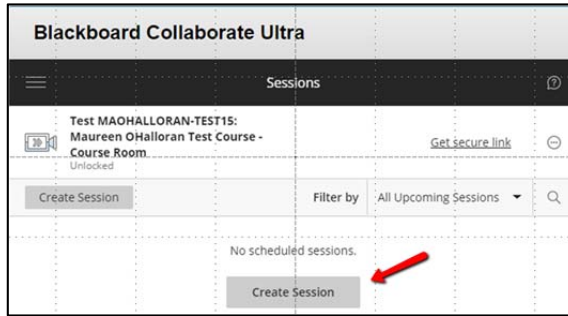 Blackboard Collaborate Ultra
Sessions
Test MAOHALLORAN-TEST15:
Maureen OHalloran Test Course -
Course Room
Unlocked
Get secure link
Create Session
Filter by
All Upcoming Sessions
No scheduled sessions.
Create Session